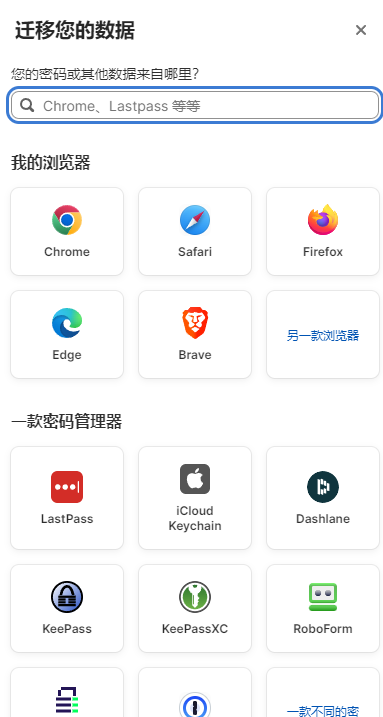 迁移您的数据
您的密码或其他数据来自哪里？
Chrome、Lastpass 等等
我的浏览器
Chrome
Safari
Firefox
Edge
Brave
另一款浏览器
一款密码管理器
LastPass
iCloud
Keychain
Dashlane
KeePass
KeePassXC
RoboForm
一款不同的密